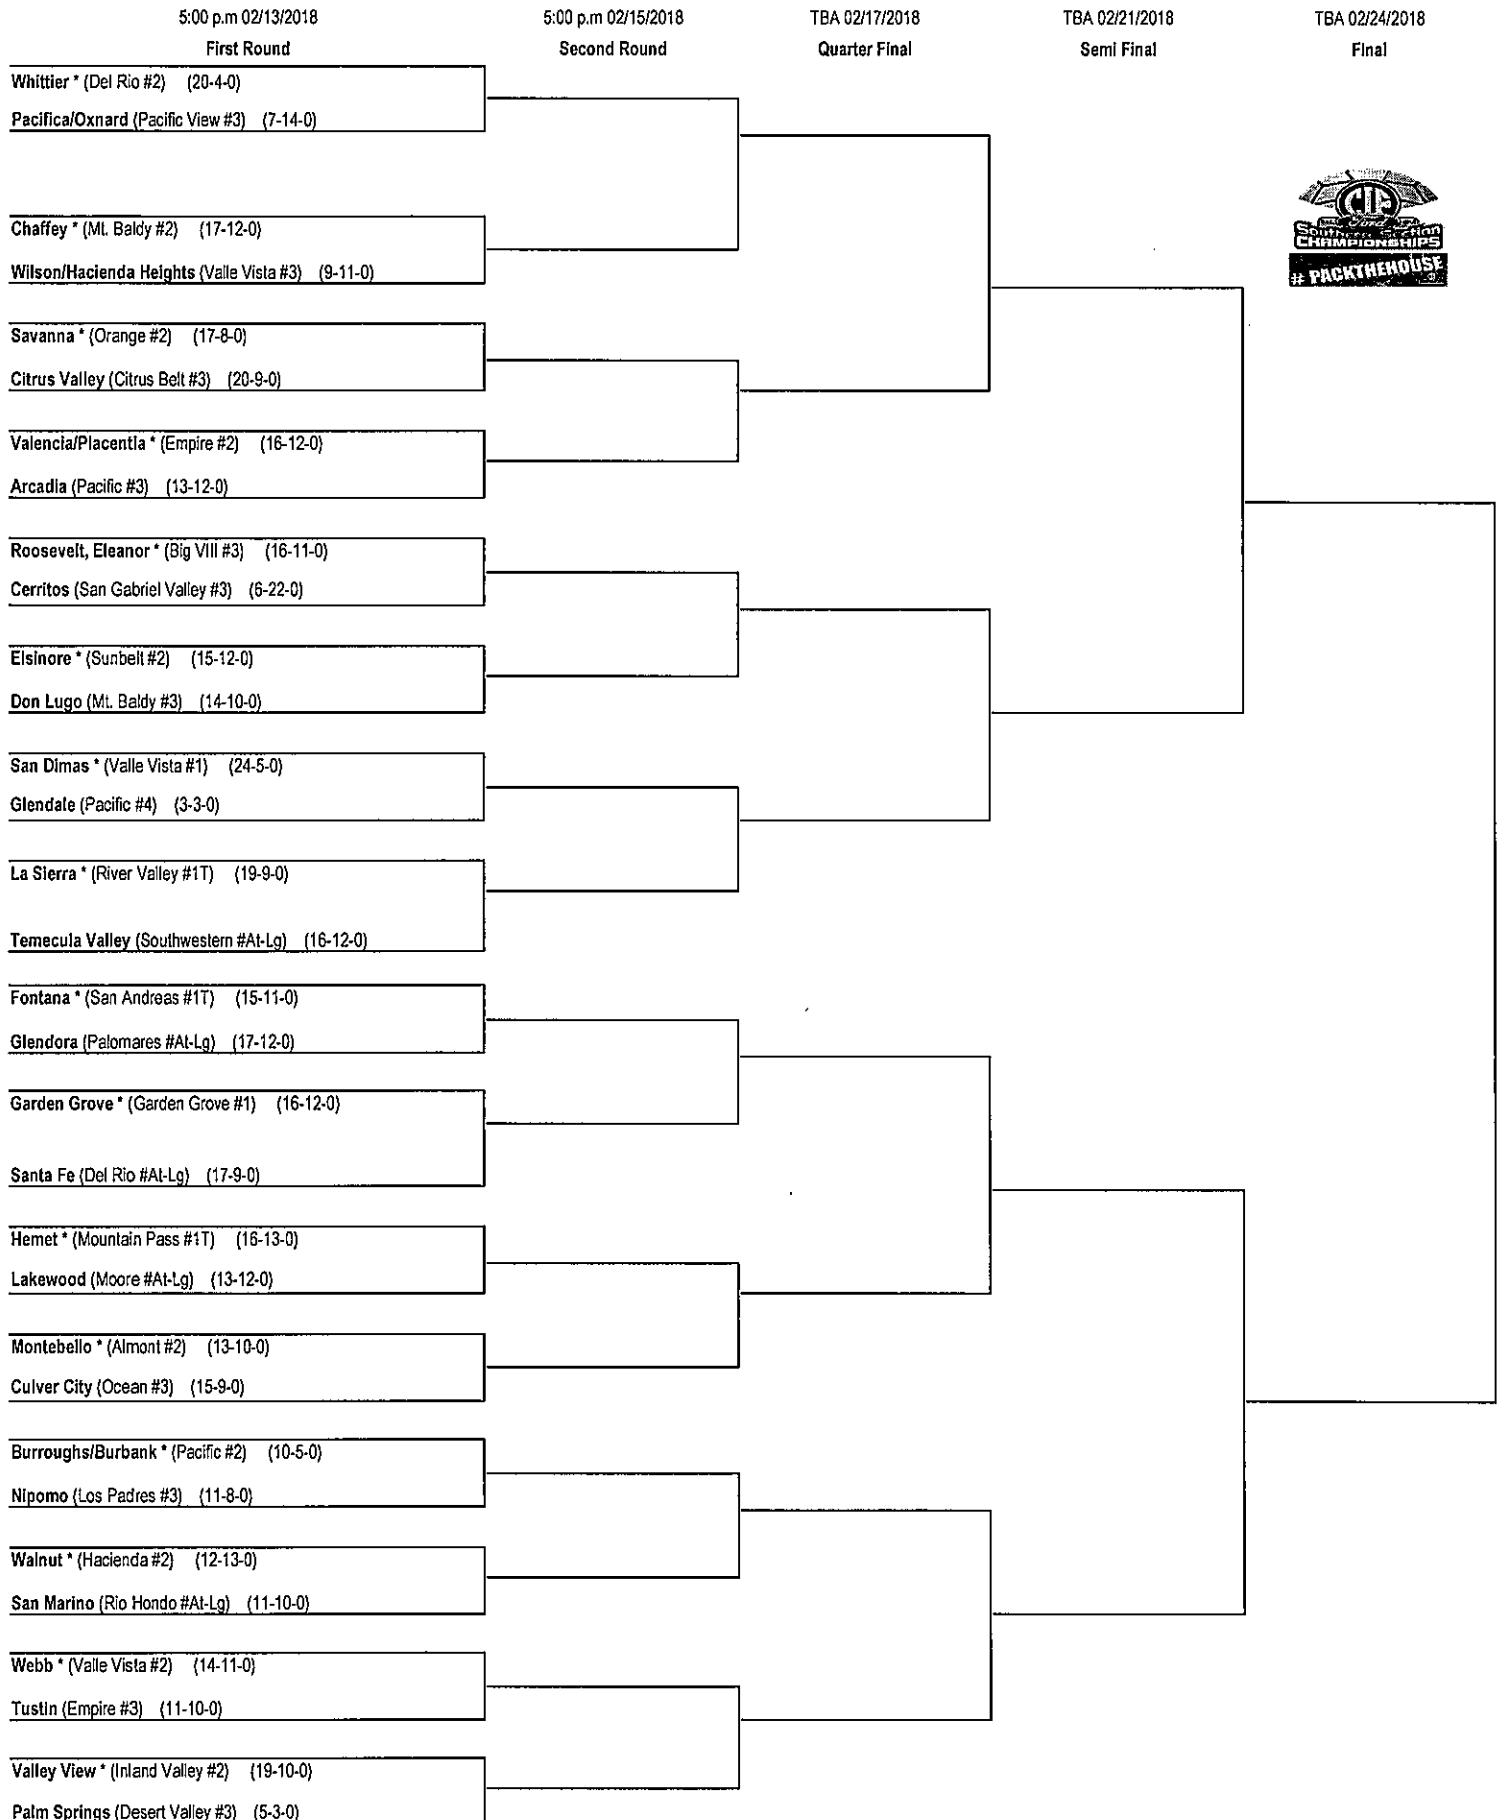 5:00 p.m 02/13/2018 5:00 p.m 02/15/2018 TBA 02/17/2018 TBA 02/21/2018 TBA 02/24/2018
First Round Second Round Quarter Final Semi Final Final
Whittier * (Del Rio #2) (20-4-0)
Pacifica/Oxnard (Pacific View #3) (7-14-0)
Chaffey * (Mt. Baldy #2) (17-12-0)
Wilson/Hacienda Heights (Valle Vista #3) (9-11-0)
CIF
Southern Section
CHAMPIONSHIPS
# PACKTHEHOUSE
Savanna * (Orange #2) (17-8-0)
Citrus Valley (Citrus Belt #3) (20-9-0)
Valencia/Placentia * (Empire #2) (16-12-0)
Arcadia (Pacific #3) (13-12-0)
Roosevelt, Eleanor * (Big VIII #3) (16-11-0)
Cerritos (San Gabriel Valley #3) (6-22-0)
Elsinore * (Sunbelt #2) (15-12-0)
Don Lugo (Mt. Baldy #3) (14-10-0)
San Dimas * (Valle Vista #1) (24-5-0)
Glendale (Pacific #4) (3-3-0)
La Sierra * (River Valley #1T) (19-9-0)
Temecula Valley (Southwestern #At-Lg) (16-12-0)
Fontana * (San Andreas #1T) (15-11-0)
Glendora (Palomares #At-Lg) (17-12-0)
Garden Grove * (Garden Grove #1) (16-12-0)
Santa Fe (Del Rio #At-Lg) (17-9-0)
Hemet * (Mountain Pass #1T) (16-13-0)
Lakewood (Moore #At-Lg) (13-12-0)
Montebello * (Almont #2) (13-10-0)
Culver City (Ocean #3) (15-9-0)
Burroughs/Burbank * (Pacific #2) (10-5-0)
Nipomo (Los Padres #3) (11-8-0)
Walnut * (Hacienda #2) (12-13-0)
San Marino (Rio Hondo #At-Lg) (11-10-0)
Webb * (Valle Vista #2) (14-11-0)
Tustin (Empire #3) (11-10-0)
Valley View * (Inland Valley #2) (19-10-0)
Palm Springs (Desert Valley #3) (5-3-0)